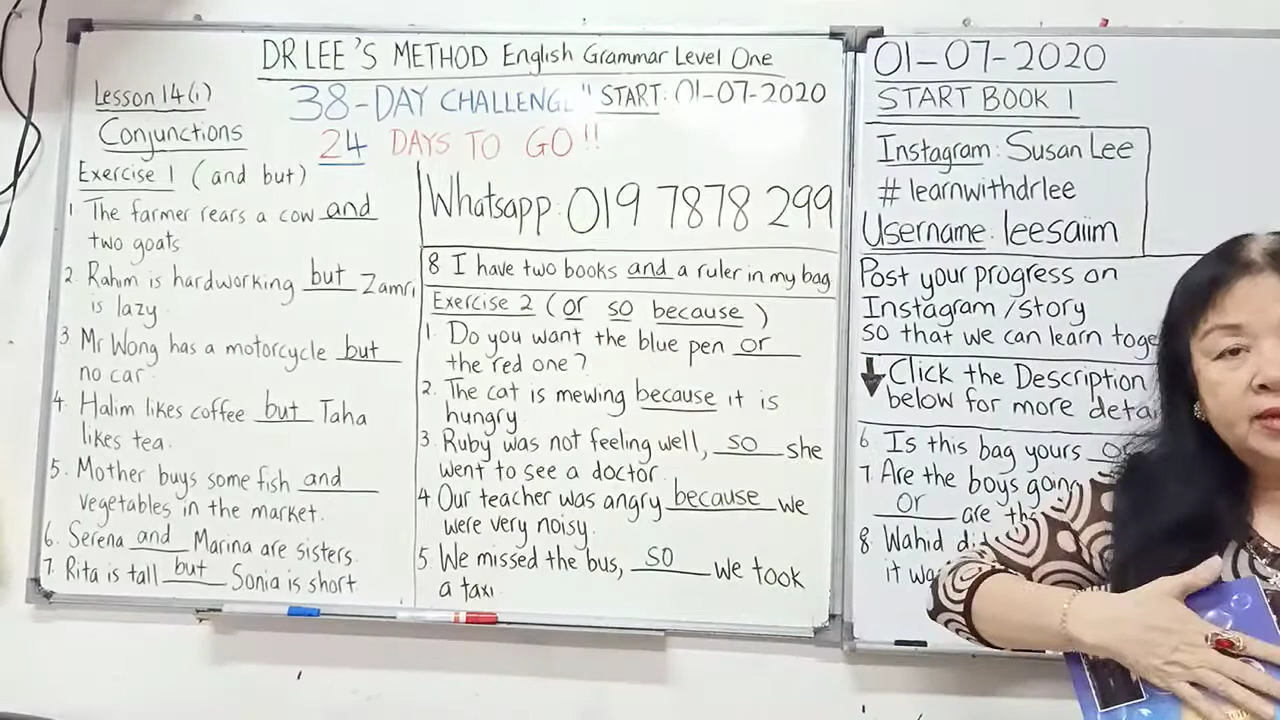 DR LEE'S METHOD English Grammar Level One
Lesson 14(i)
38-DAY CHALLENGE" START: 01-07-2020
Conjunctions
24 DAYS TO GO!!
Exercise 1 (and but)
1 The farmer rears a cow and
two goats
2. Rahim is hardworking but Zamri
is lazy.
3 Mr Wong has a motorcycle but
no car
4. Halim likes coffee but Taha
likes tea.
5. Mother buys some fish and
vegetables in the market.
6. Serena and Marina are sisters.
7. Rita is tall but Sonia is short
Whatsapp: 019 7878 299
8 I have two books and a ruler in my bag
Exercise 2 (or so because)
1. Do you want the blue pen or
the red one?
2. The cat is mewing because it is
hungry.
3. Ruby was not feeling well, so she
went to see a doctor.
4 Our teacher was angry because we
were very noisy.
5 We missed the bus, so we took
a taxi.
01-07-2020
START BOOK 1
Instagram: Susan Lee
# learnwithdrlee
Username: leesaiim
Post your progress on
Instagram/story
so that we can learn toge
Click the Description
below for more detai
6. Is this bag yours or
7. Are the boys going
or are
8. Wahid
it wa